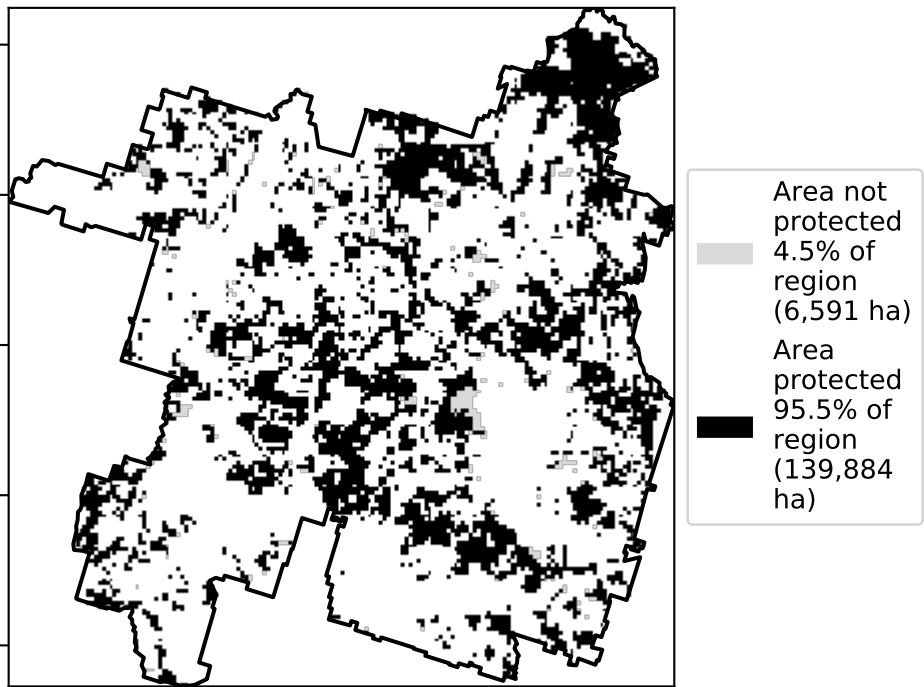 Area not
protected
4.5% of
region
(6,591 ha)
Area
protected
95.5% of
region
(139,884
ha)